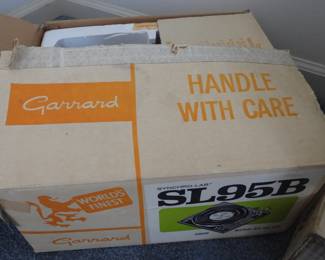 Garrard
HANDLE
WITH CARE
WORLDS
FINEST
SYNCHRO-LAB
SL95B
Garrard